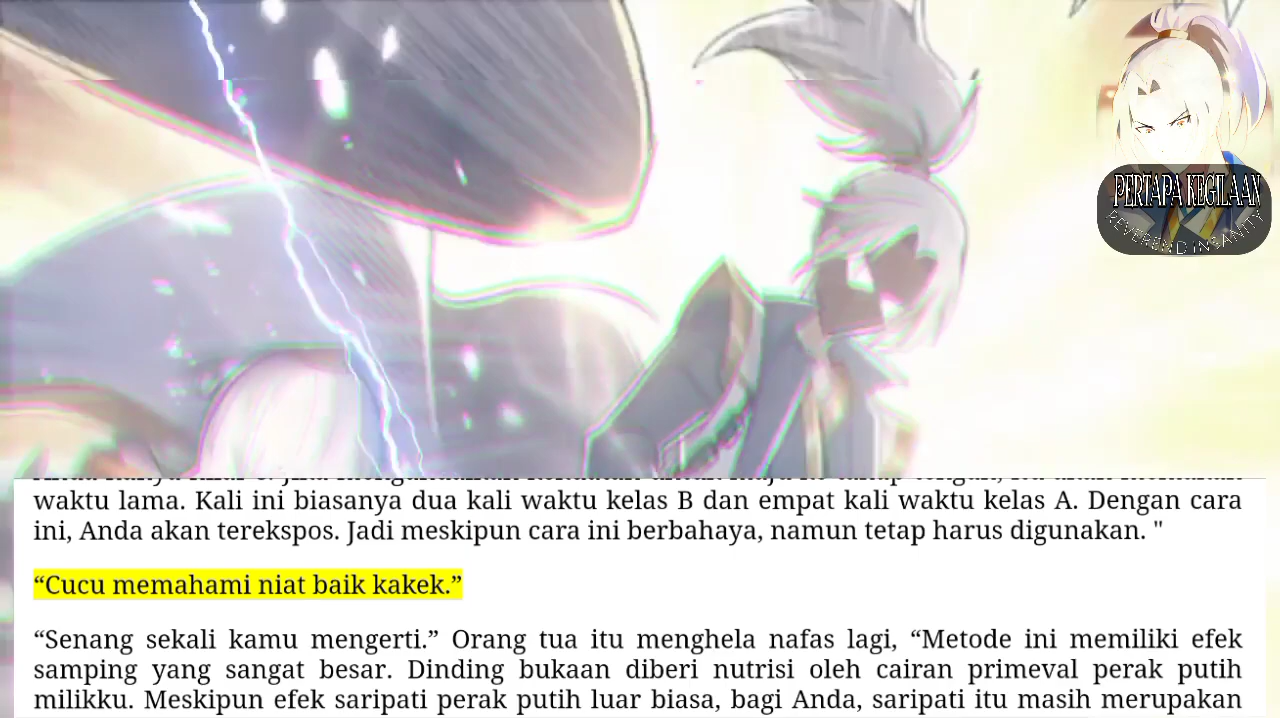 PERTAPA KEGILAAN
REVEREND INSANITY
waktu lama. Kali ini biasanya dua kali waktu kelas B dan empat kali waktu kelas A. Dengan cara
ini, Anda akan terekspos. Jadi meskipun cara ini berbahaya, namun tetap harus digunakan. "
“Cucu memahami niat baik kakek.”
“Senang sekali kamu mengerti.” Orang tua itu menghela nafas lagi, “Metode ini memiliki efek
samping yang sangat besar. Dinding bukaan diberi nutrisi oleh cairan primeval perak putih
milikku. Meskipun efek saripati perak putih luar biasa, bagi Anda, saripati itu masih merupakan